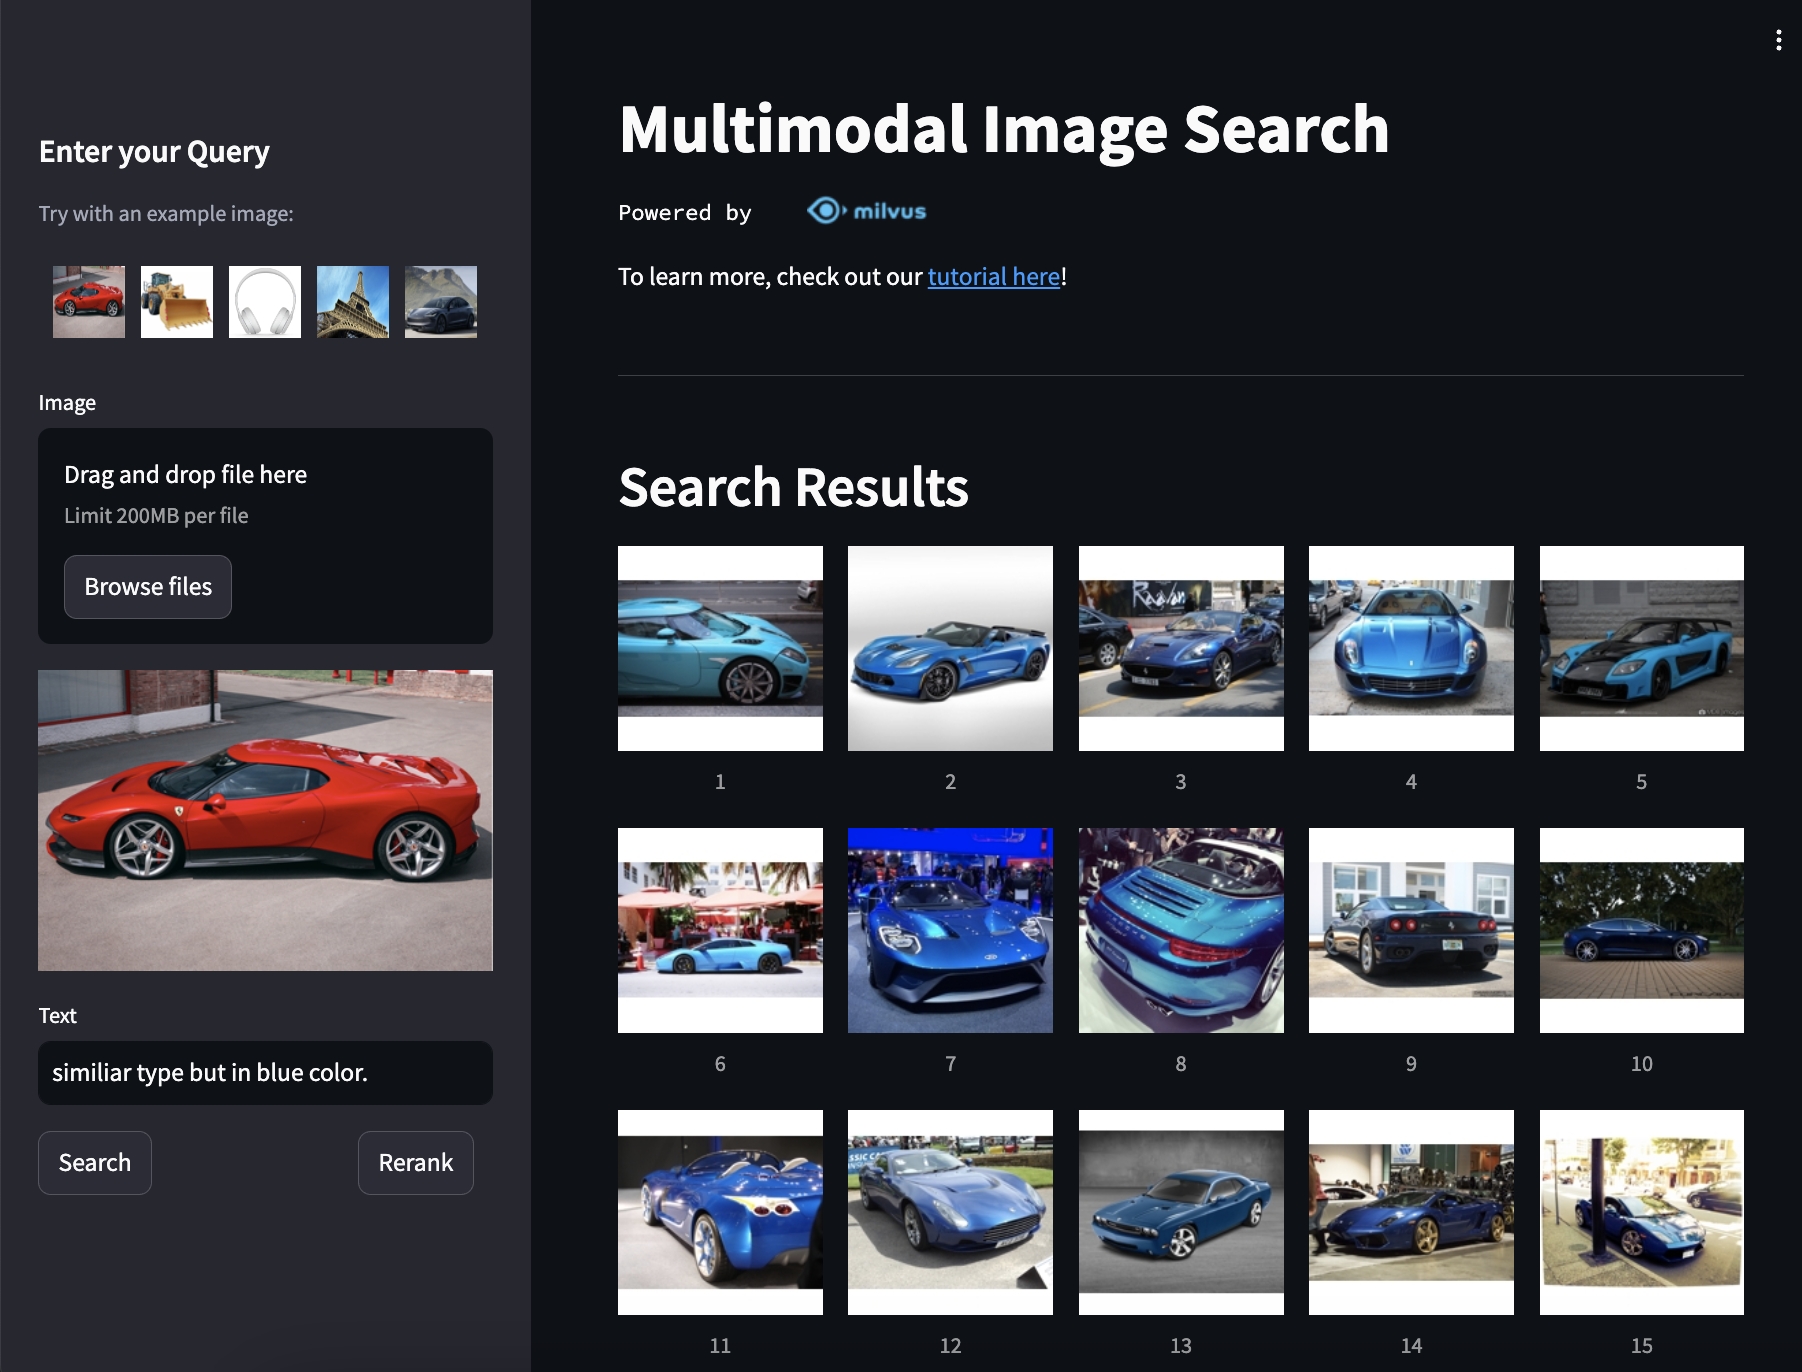 Enter your Query
Try with an example image:
Image
Drag and drop file here
Limit 200MB per file
Browse files
Text
similiar type but in blue color.
Search
Rerank
Multimodal Image Search
Powered by
milvus
To learn more, check out our tutorial here!
Search Results
1
2
3
4
5
6
7
8
9
10
11
12
13
14
15